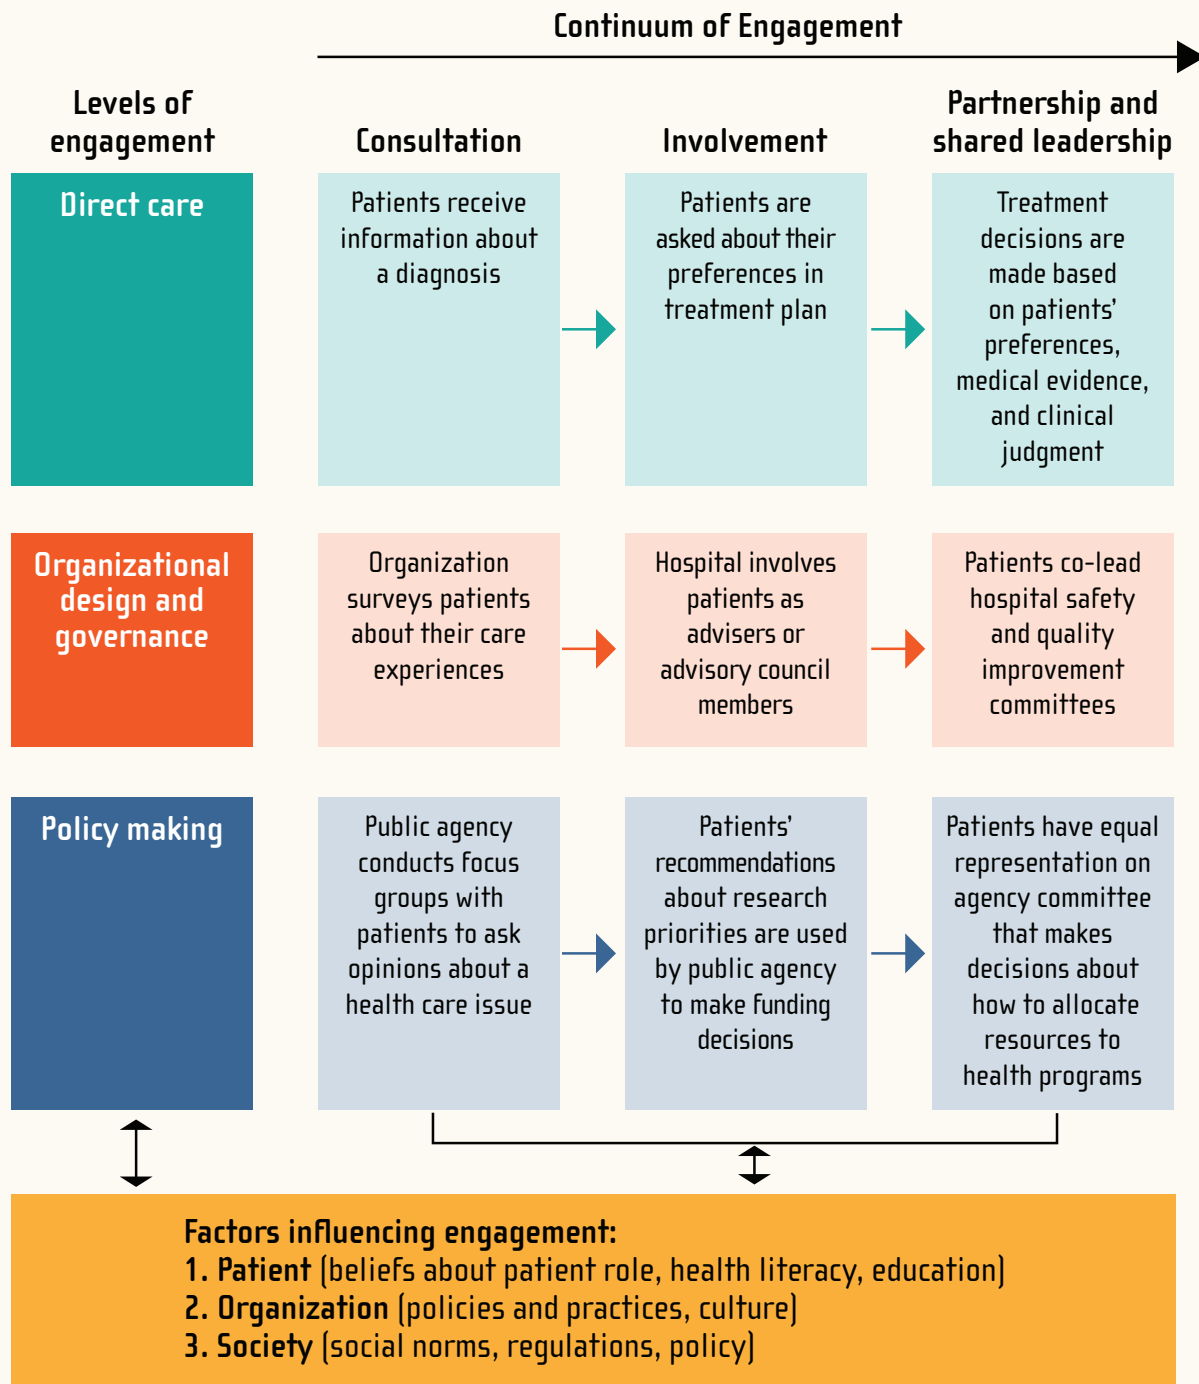 Continuum of Engagement
Levels of
engagement
Consultation
Involvement
Partnership and
shared leadership
Direct care
Patients receive
information about
a diagnosis
Patients are
asked about their
preferences in
treatment plan
Treatment
decisions are
made based
on patients’
preferences,
medical evidence,
and clinical
judgment
Organizational
design and
governance
Organization
surveys patients
about their care
experiences
Hospital involves
patients as
advisers or
advisory council
members
Patients co-lead
hospital safety
and quality
improvement
committees
Policy making
Public agency
conducts focus
groups with
patients to ask
opinions about a
health care issue
Patients’
recommendations
about research
priorities are used
by public agency
to make funding
decisions
Patients have equal
representation on
agency committee
that makes
decisions about
how to allocate
resources to
health programs
Factors influencing engagement:
1. Patient (beliefs about patient role, health literacy, education)
2. Organization (policies and practices, culture)
3. Society (social norms, regulations, policy)